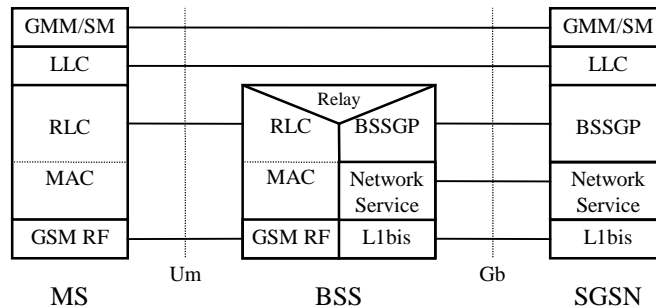 GMM/SM
LLC
RLC
MAC
GSM RF
MS
Um
Relay
RLC
BSSGP
MAC
Network
Service
GSM RF
L1bis
BSS
Gb
GMM/SM
LLC
BSSGP
Network
Service
L1bis
SGSN